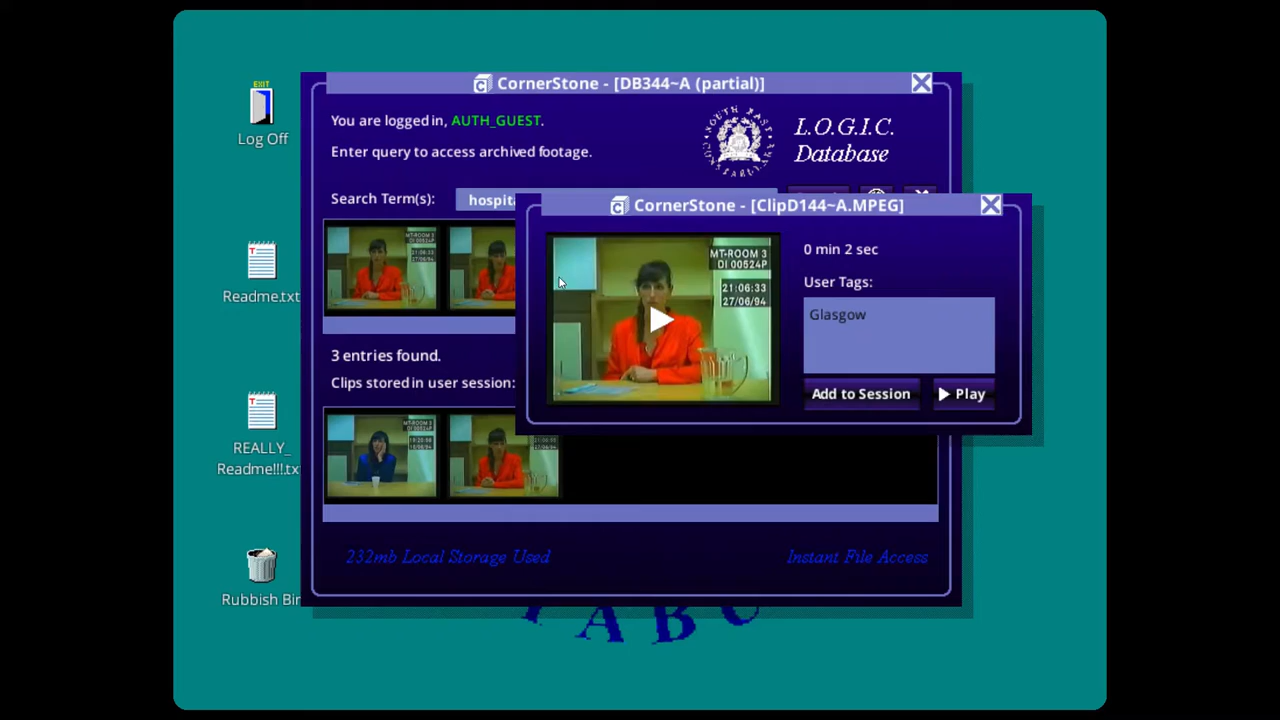 EXIT
Log Off
Readme.txt
REALLY_
Readme!!!.tx
Rubbish Bin
CornerStone - [DB344~A (partial)]
You are logged in, AUTH_GUEST.
Enter query to access archived footage.
L.O.G.I.C.
Database
Search Term(s):
hospit
3 entries found.
Clips stored in user session:
232mb Local Storage Used
Instant File Access
CornerStone - [ClipD144~A.MPEG]
MT-ROOM 3
DI 00524P
21:06:33
27/06/94
0 min 2 sec
User Tags:
Glasgow
Add to Session
Play